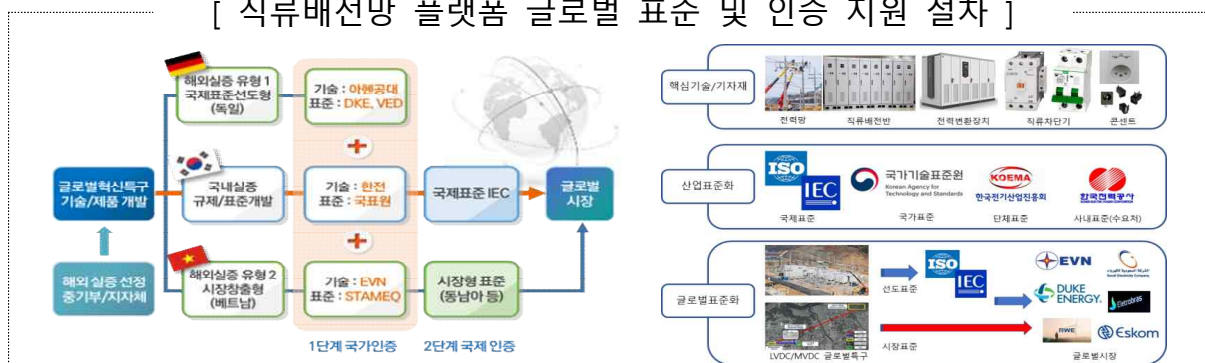 [ 직류배전망 플랫폼 글로벌 표준 및 인증 지원 절차 ]
해외실증 유형 1
국제표준선도형
(독일)
기술 : 아헨공대
표준 : DKE, VED
글로벌혁신특구
기술/제품 개발
국내실증
규제/표준개발
기술 : 한전
표준 : 국표원
국제표준 IEC
글로벌
시장
해외 실증 선정
중기부/지자체
해외실증 유형 2
시장창출형
(베트남)
기술 : EVN
표준 : STAMEQ
시장형 표준
(동남아 등)
1단계 국가인증
2단계 국제 인증
핵심기술/기자재
전력망
직류배전반
전력변환장치
직류차단기
콘센트
산업표준화
ISO
IEC
국가기술표준원
Korean Agency for
Technology and Standards
KOEMA
한국전기산업진흥회
한국전력공사
국제표준
국가표준
단체표준
사내표준(수요처)
글로벌표준화
ISO
IEC
선도표준
EVN
DUKE
ENERGY.
Eletrobras
RWE
Eskom
시장표준
LVDC/MVDC 글로벌특구
글로벌시장